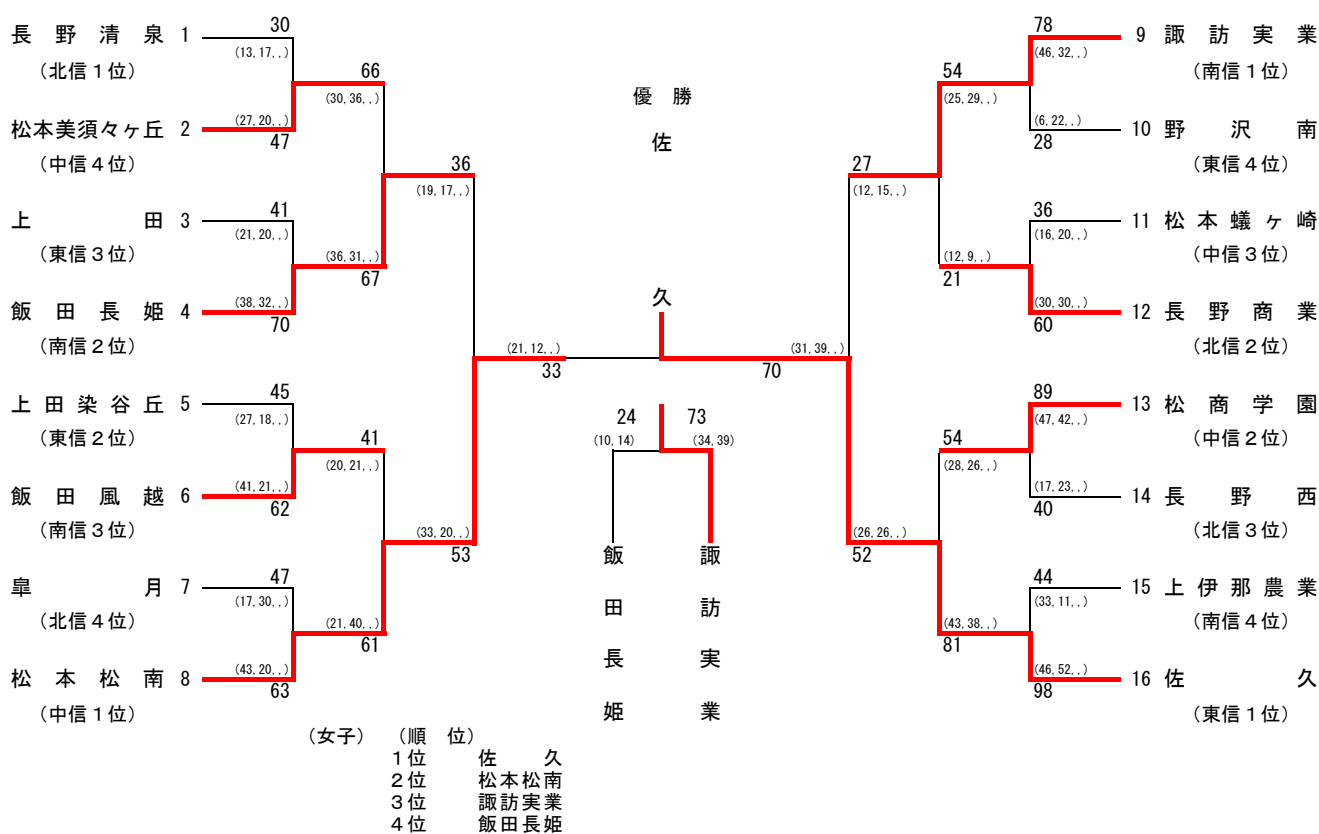 長野清泉 1
30
(13,17,,)
(北信1位)
松本美須々ヶ丘 2
(27,20,,)
47
(中信4位)
66
(30,36,,)
上田 3
41
(21,20,,)
(東信3位)
飯田長姫 4
(38,32,,)
70
(南信2位)
(36,31,,)
67
36
(19,17,,)
上田染谷丘 5
45
(27,18,,)
(東信2位)
飯田風越 6
(41,21,,)
62
(南信3位)
41
(20,21,,)
皐月 7
47
(17,30,,)
(北信4位)
松本松南 8
(43,20,,)
63
(中信1位)
(21,40,,)
61
(33,20,,)
53
(21,12,,)
33
優勝
佐
久
(31,39,,)
70
24
73
(10,14)
(34,39)
飯田長姫
諏訪実業
78
9 諏訪実業
(46,32,,)
(南信1位)
10 野沢南
(6,22,,)
28
(東信4位)
54
(25,29,,)
36
11 松本蟻ヶ崎
(16,20,,)
(中信3位)
12 長野商業
(30,30,,)
60
(北信2位)
(12,9,,)
21
27
(12,15,,)
89
13 松商学園
(47,42,,)
(中信2位)
14 長野西
(17,23,,)
40
(北信3位)
54
(28,26,,)
44
15 上伊那農業
(33,11,,)
(南信4位)
16 佐久
(46,52,,)
98
(東信1位)
(43,38,,)
81
(26,26,,)
52
(女子) (順 位)
1位 佐久
2位 松本松南
3位 諏訪実業
4位 飯田長姫